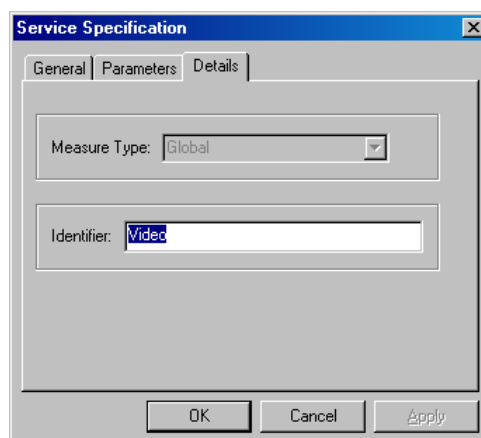 Service Specification
General Parameters Details
Measure Type: Global
Identifier: Video
OK Cancel Apply